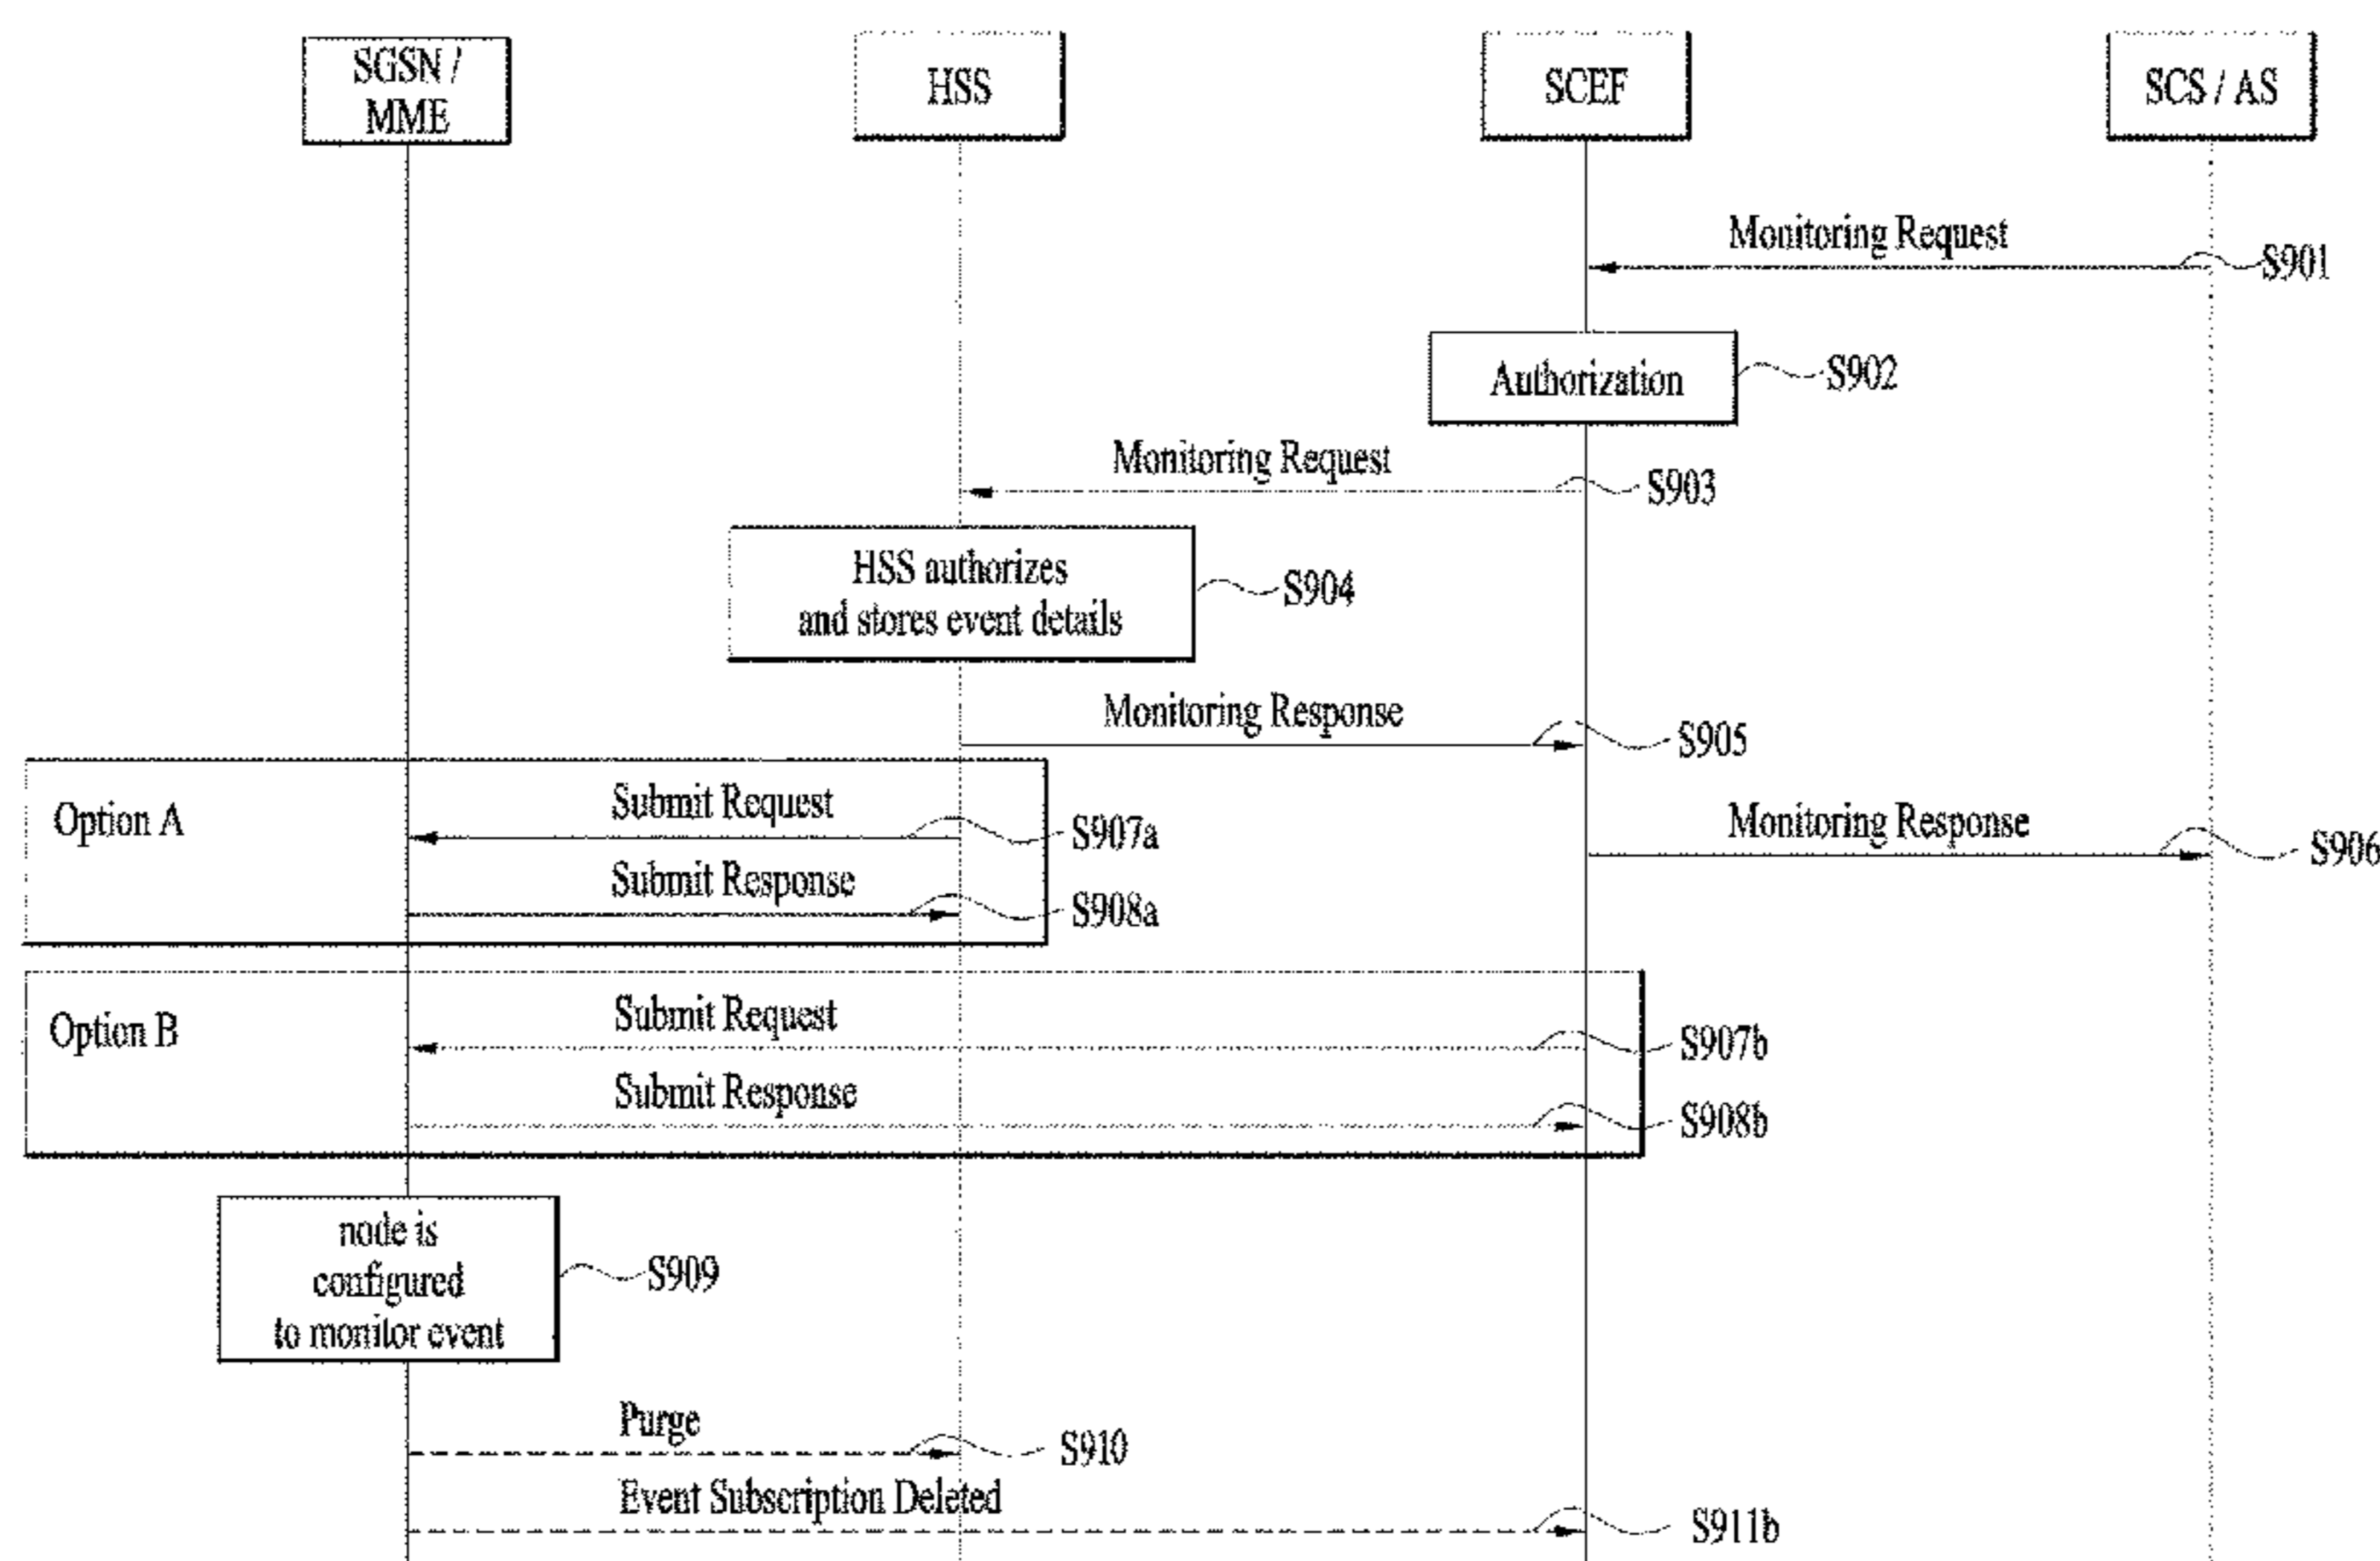 SGSN /
MME
HSS
SCEF
SCS / AS
Monitoring Request
S901
Authorization
S902
Monitoring Request
S903
HSS authorizes
and stores event details
S904
Monitoring Response
S905
Option A
Submit Request
S907a
Monitoring Response
S906
Submit Response
S908a
Option B
Submit Request
S907b
Submit Response
S908b
node is
configured
to monitor event
S909
Purge
S910
Event Subscription Deleted
S911b